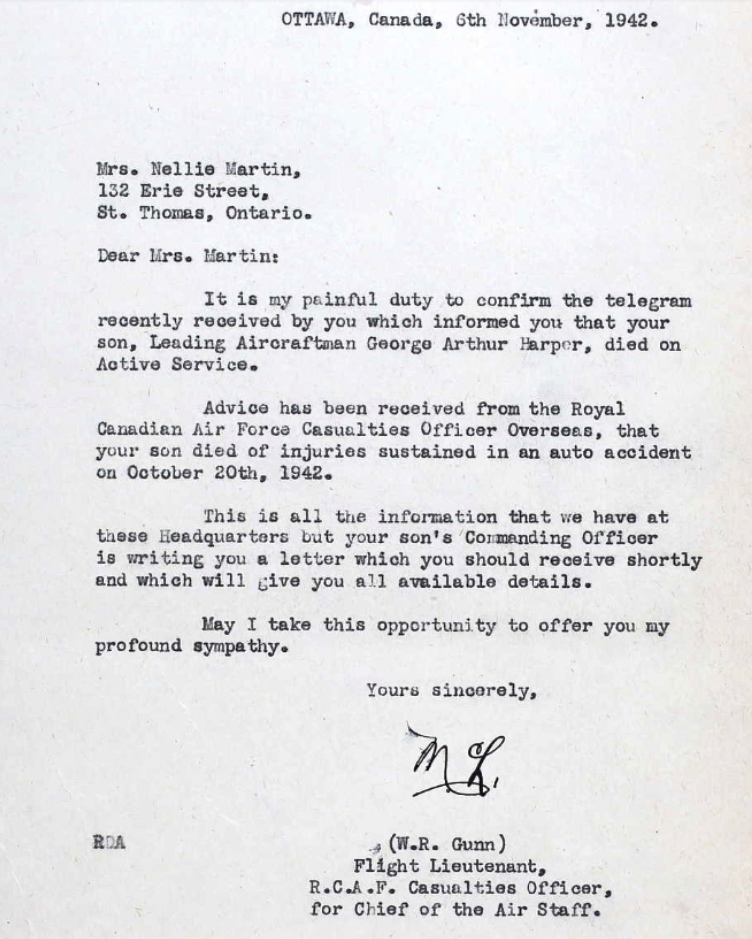 OTTAWA, Canada, 6th November, 1942.
Mrs. Nellie Martin,
132 Erie Street,
St. Thomas, Ontario.
Dear Mrs. Martin:
It is my painful duty to confirm the telegram
recently received by you which informed you that your
son, Leading Aircraftman George Arthur Harper, died on
Active Service.
Advice has been received from the Royal
Canadian Air Force Casualties Officer Overseas, that
your son died of injuries sustained in an auto accident
on October 20th, 1942.
This is all the information that we have at
these Headquarters but your son's Commanding Officer
is writing you a letter which you should receive shortly
and which will give you all available details.
May I take this opportunity to offer you my
profound sympathy.
Yours sincerely,
RDA
(W.R. Gunn)
Flight Lieutenant,
R.C.A.F. Casualties Officer,
for Chief of the Air Staff.